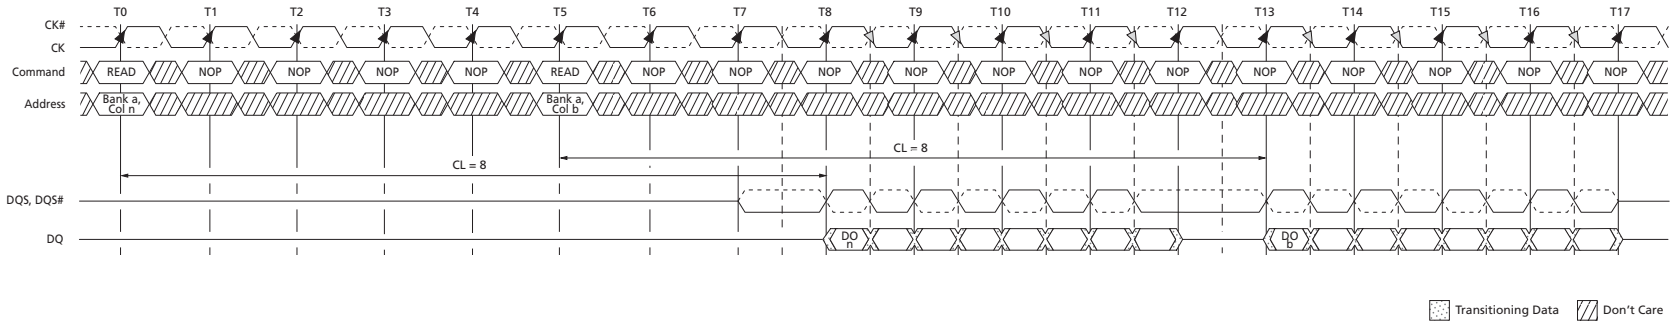 T0 T1 T2 T3 T4 T5 T6 T7 T8 T9 T10 T11 T12 T13 T14 T15 T16 T17
CK#
CK
Command READ NOP NOP NOP NOP READ NOP NOP NOP NOP NOP NOP NOP NOP NOP NOP NOP NOP
Address Bank a, Bank a,
Col n Col b
CL = 8
CL = 8
DQS, DQS#
DQ DO DO
n b
Transitioning Data Don't Care